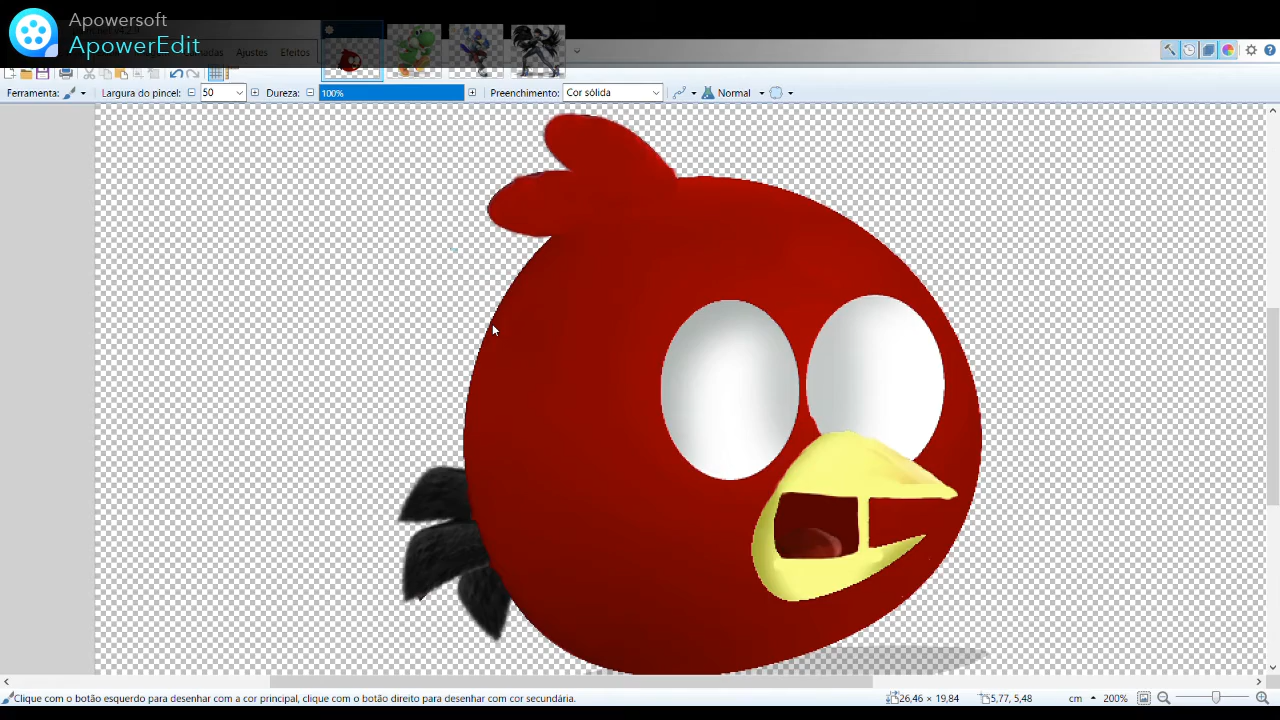 Apowersoft
ApowerEdit
Ajustes Efeitos
Ferramenta: Largura do pincel: 50 Dureza: 100% Preenchimento: Cor sólida Normal
Clique com o botão esquerdo para desenhar com a cor principal, clique com o botão direito para desenhar com cor secundária. 26,46 × 19,84 5,77, 5,48 cm 200%